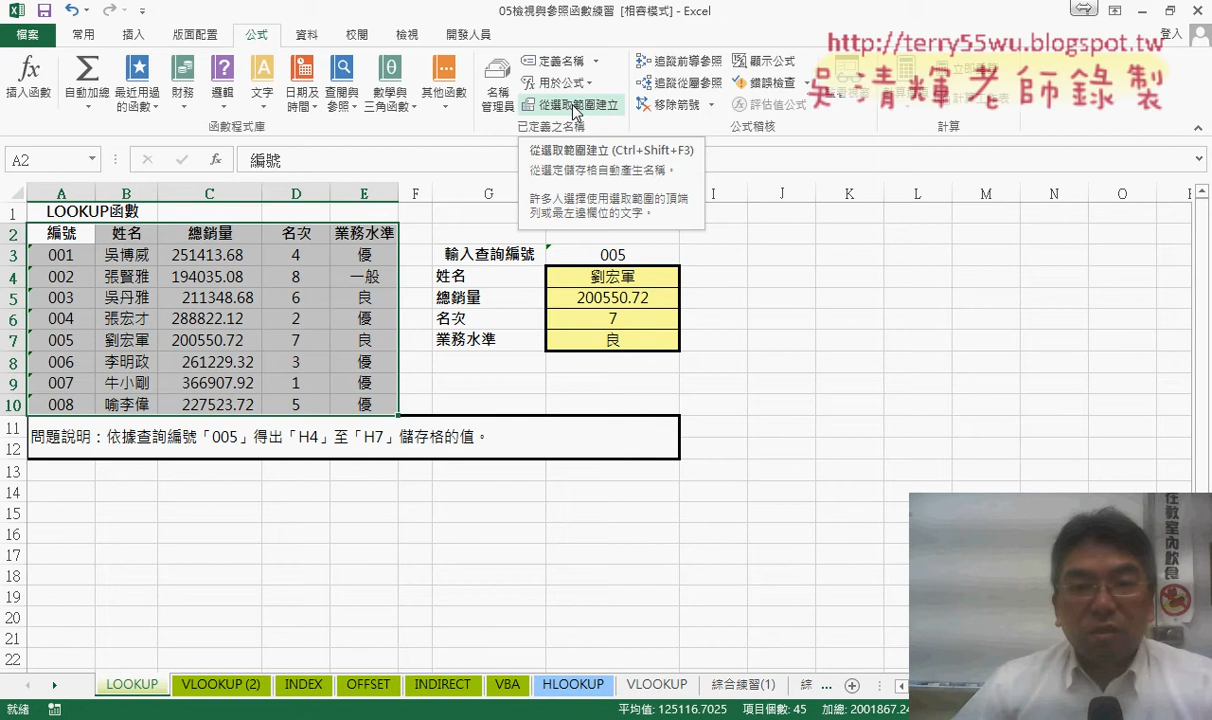 05檢視與參照函數練習 [相容模式] - Excel
檔案 常用 插入 版面配置 公式 資料 校閱 檢視 開發人員 登入
http://terry55wu.blogspot.tw
吳清輝老師錄製
插入函數 自動加總 最近用過的函數 財務 邏輯 文字 日期及時間 查閱與參照 數學與三角函數 其他函數 名稱管理員
定義名稱 追蹤前導參照 顯示公式
用於公式 追蹤從屬參照 錯誤檢查
從選取範圍建立 移除箭號 評估值公式
函數程式庫 已定義之名稱 公式稽核 計算
A2 編號
從選取範圍建立 (Ctrl+Shift+F3)
從選定儲存格自動產生名稱。
許多人選擇使用選取範圍的頂端
列或最左邊欄位的文字。
A B C D E F G I J K L M N O
1 LOOKUP函數
2 編號 姓名 總銷量 名次 業務水準
3 001 吳博威 251413.68 4 優 輸入查詢編號 005
4 002 張賢雅 194035.08 8 一般 姓名 劉宏軍
5 003 吳丹雅 211348.68 6 良 總銷量 200550.72
6 004 張宏才 288822.12 2 優 名次 7
7 005 劉宏軍 200550.72 7 良 業務水準 良
8 006 李明政 261229.32 3 優
9 007 牛小剛 366907.92 1 優
10 008 喻李偉 227523.72 5 優
11 問題說明：依據查詢編號「005」得出「H4」至「H7」儲存格的值。
12
13
14
15
16
17
18
19
20
21
22
在教室內飲食
LOOKUP VLOOKUP (2) INDEX OFFSET INDIRECT VBA HLOOKUP VLOOKUP 綜合練習(1) 綜 ...
就緒 平均值: 125116.7025 項目個數: 45 加總: 2001867.24